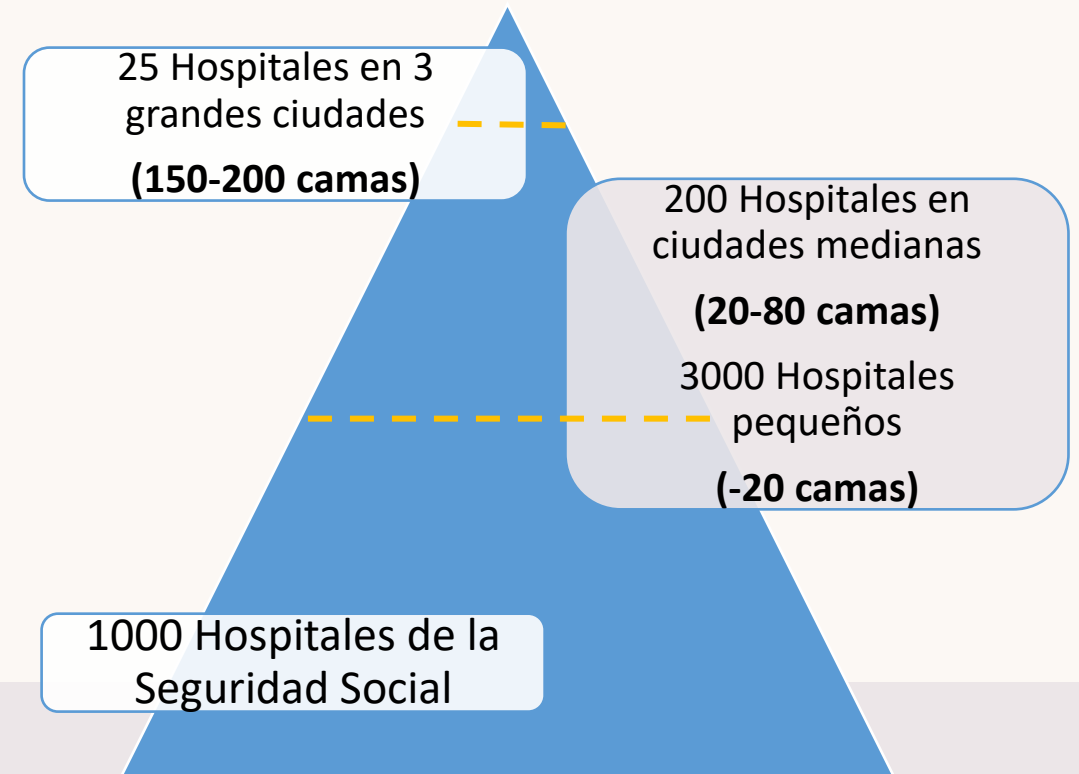 25 Hospitales en 3
grandes ciudades
(150-200 camas)
200 Hospitales en
ciudades medianas
(20-80 camas)
3000 Hospitales
pequeños
(-20 camas)
1000 Hospitales de la
Seguridad Social